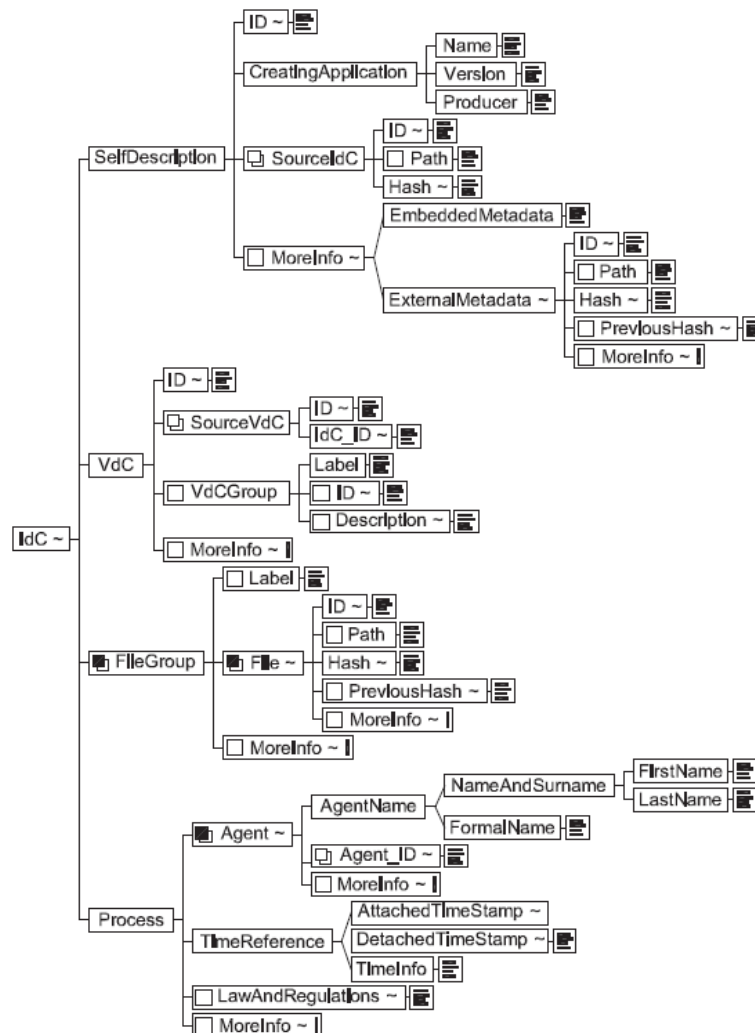 ID ~
CreatingApplication
Name
Version
Producer
SelfDescription
SourceIdC
ID ~
Path
Hash ~
MoreInfo ~
EmbeddedMetadata
ExternalMetadata ~
ID ~
Path
Hash ~
PreviousHash ~
MoreInfo ~
IdC ~
VdC
ID ~
SourceVdC
ID ~
IdC_ID ~
VdCGroup
Label
ID ~
Description ~
MoreInfo ~
FileGroup
Label
File ~
ID ~
Path
Hash ~
PreviousHash ~
MoreInfo ~
MoreInfo ~
Process
Agent ~
AgentName
NameAndSurname
FirstName
LastName
FormalName
Agent_ID ~
MoreInfo ~
TimeReference
AttachedTimeStamp ~
DetachedTimeStamp ~
TimeInfo
LawAndRegulations ~
MoreInfo ~